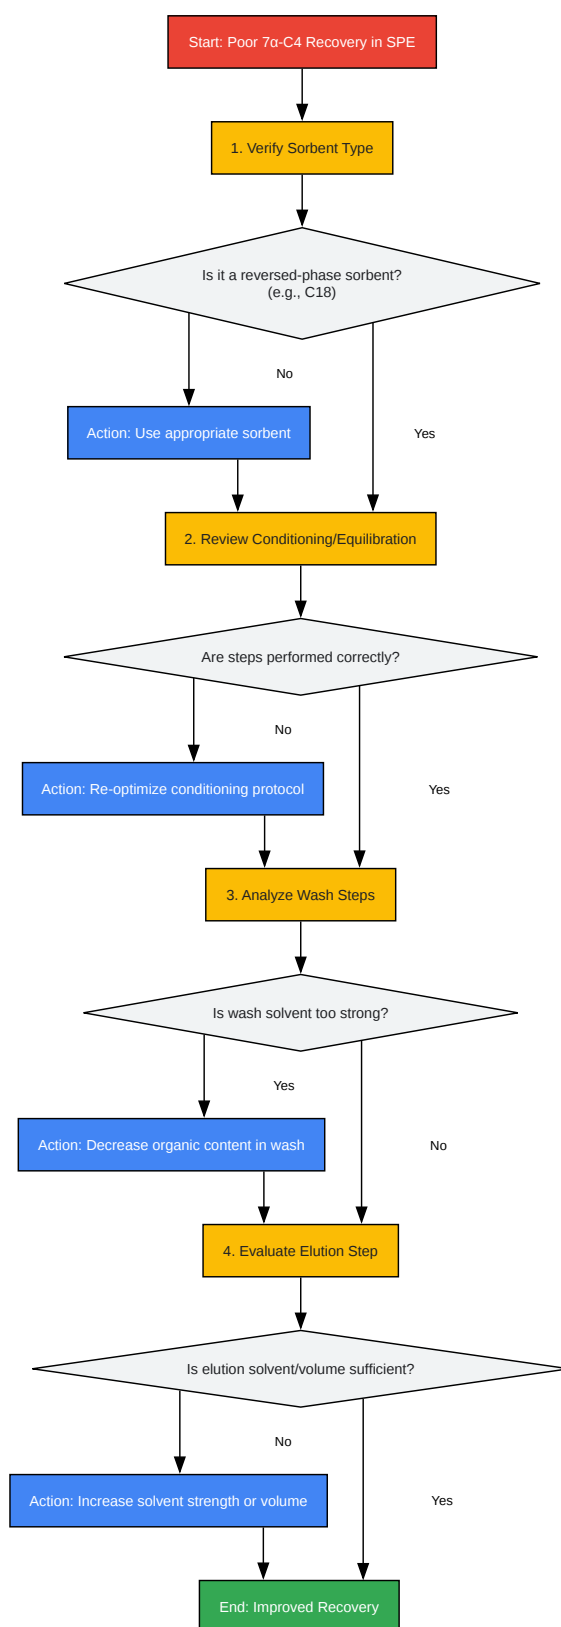 Start: Poor 7α-C4 Recovery in SPE
1. Verify Sorbent Type
Is it a reversed-phase sorbent?
(e.g., C18)
No
Action: Use appropriate sorbent
Yes
2. Review Conditioning/Equilibration
Are steps performed correctly?
No
Action: Re-optimize conditioning protocol
Yes
3. Analyze Wash Steps
Is wash solvent too strong?
Yes
Action: Decrease organic content in wash
No
4. Evaluate Elution Step
Is elution solvent/volume sufficient?
No
Action: Increase solvent strength or volume
Yes
End: Improved Recovery